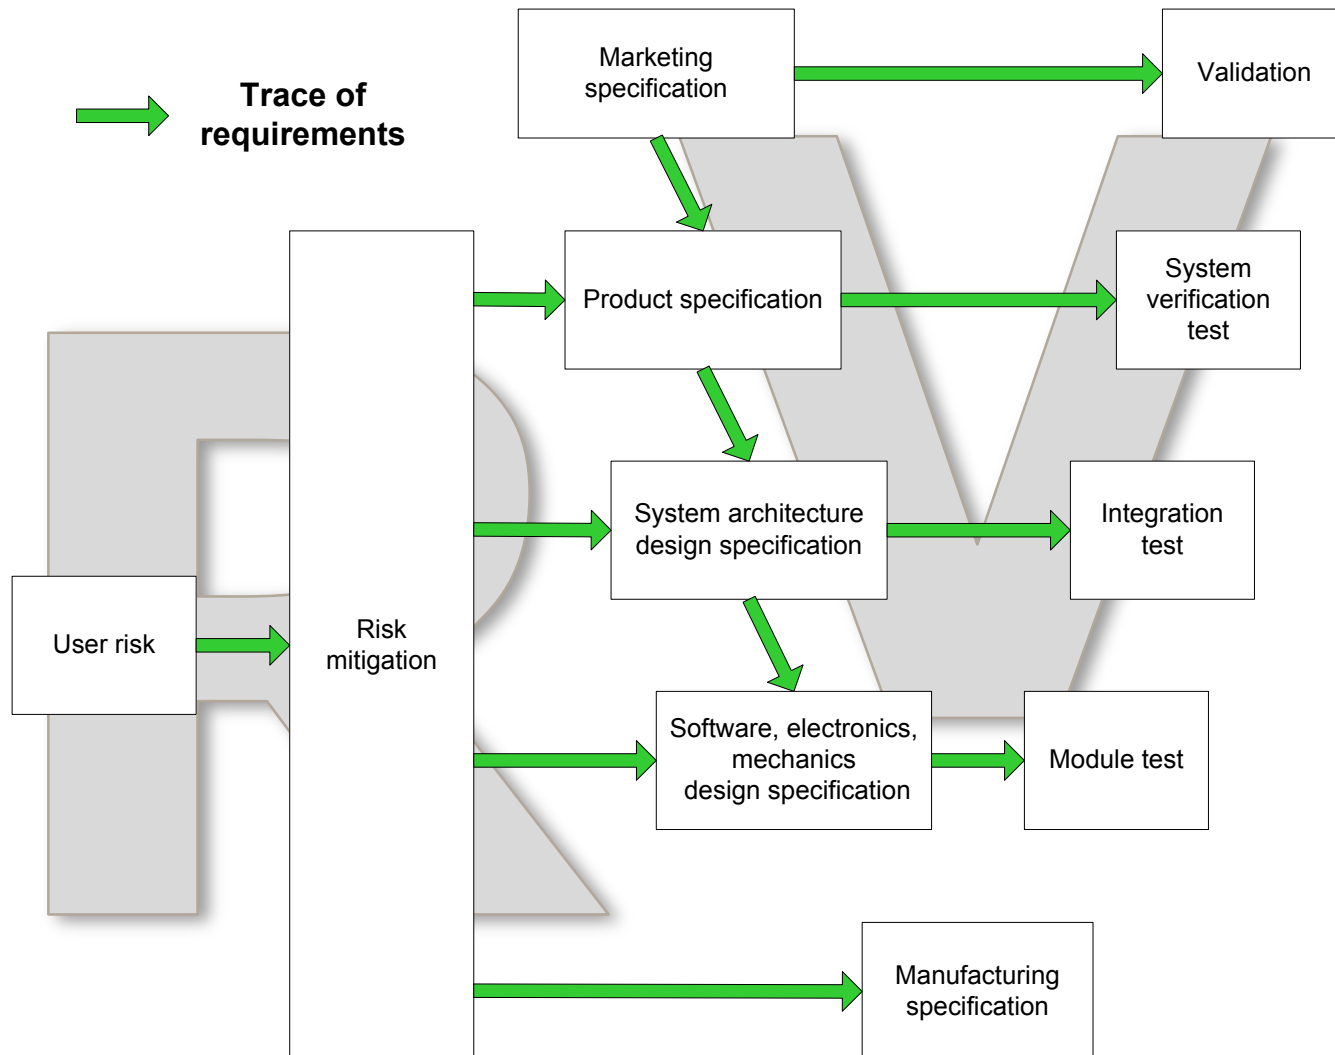 Trace of
requirements
Marketing
specification
Validation
Product specification
System
verification
test
System architecture
design specification
Integration
test
User risk
Risk
mitigation
Software, electronics,
mechanics
design specification
Module test
Manufacturing
specification
R
V